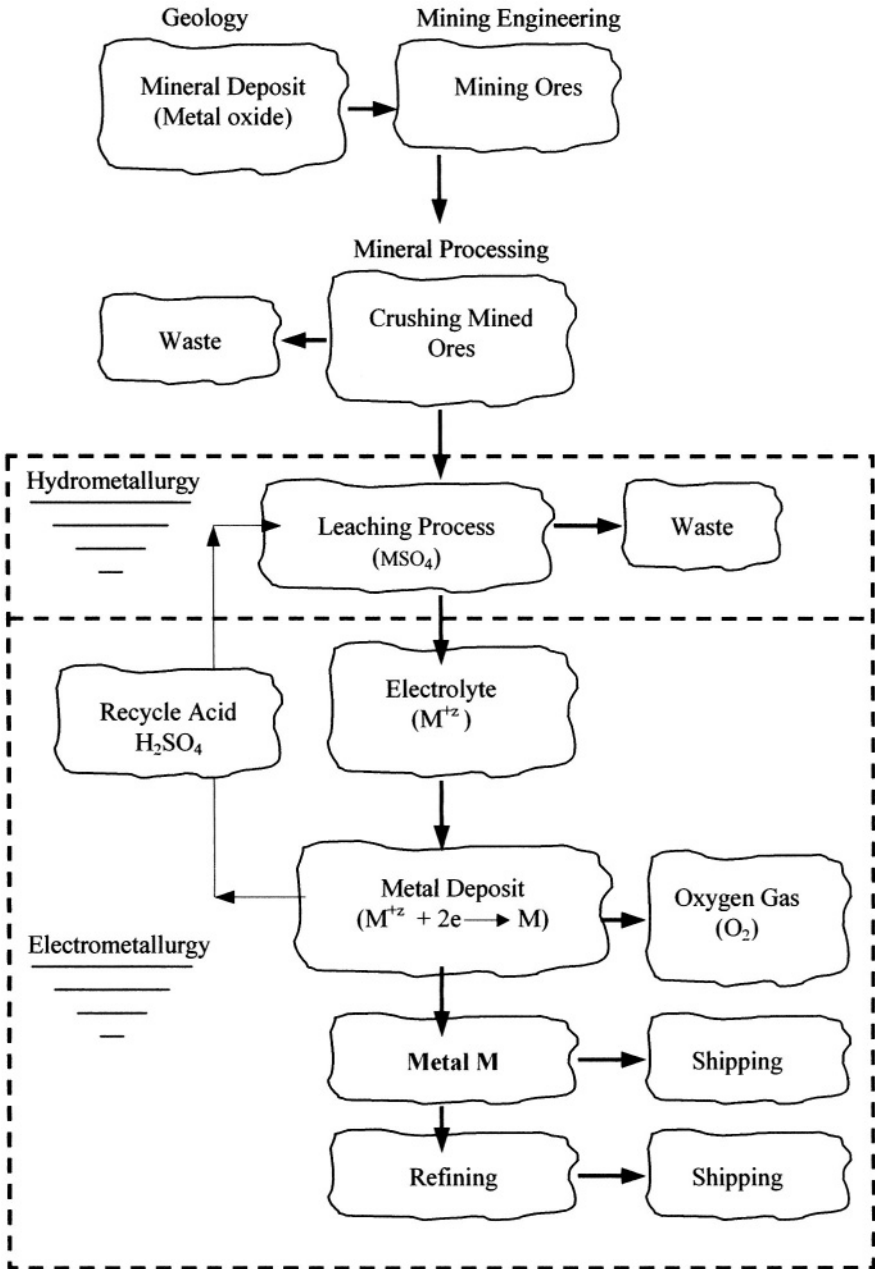 Geology
Mining Engineering
Mineral Deposit
(Metal oxide)
Mining Ores
Mineral Processing
Waste
Crushing Mined
Ores
Hydrometallurgy
Leaching Process
(MSO₄)
Waste
Electrolyte
(M⁺ᶻ)
Recycle Acid
H₂SO₄
Metal Deposit
(M⁺ᶻ + 2e → M)
Oxygen Gas
(O₂)
Electrometallurgy
Metal M
Shipping
Refining
Shipping